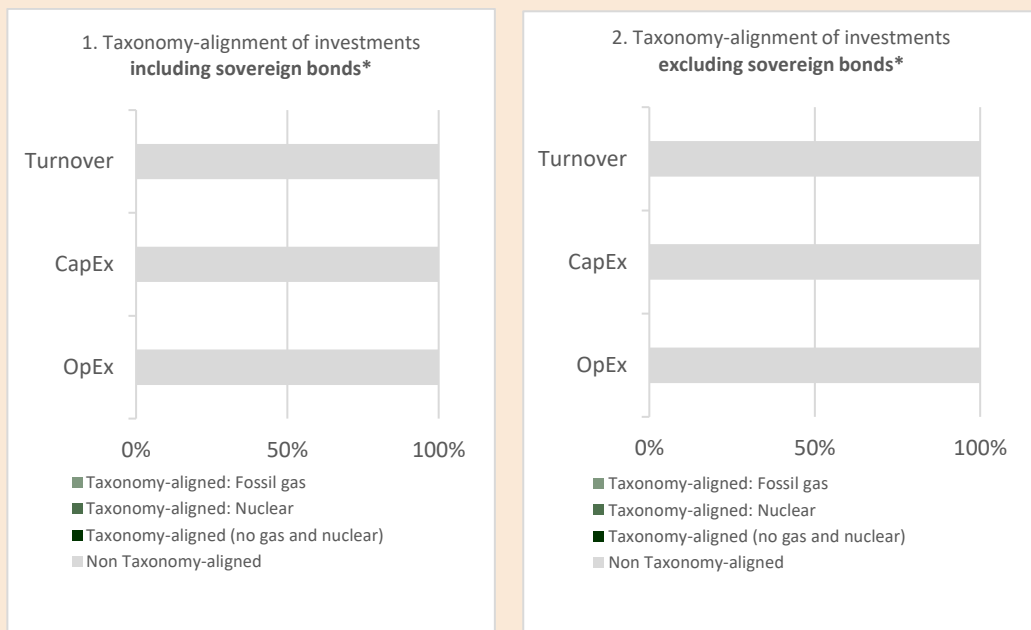 1. Taxonomy-alignment of investments
including sovereign bonds*
Turnover
CapEx
OpEx
0% 50% 100%
Taxonomy-aligned: Fossil gas
Taxonomy-aligned: Nuclear
Taxonomy-aligned (no gas and nuclear)
Non Taxonomy-aligned
2. Taxonomy-alignment of investments
excluding sovereign bonds*
Turnover
CapEx
OpEx
0% 50% 100%
Taxonomy-aligned: Fossil gas
Taxonomy-aligned: Nuclear
Taxonomy-aligned (no gas and nuclear)
Non Taxonomy-aligned